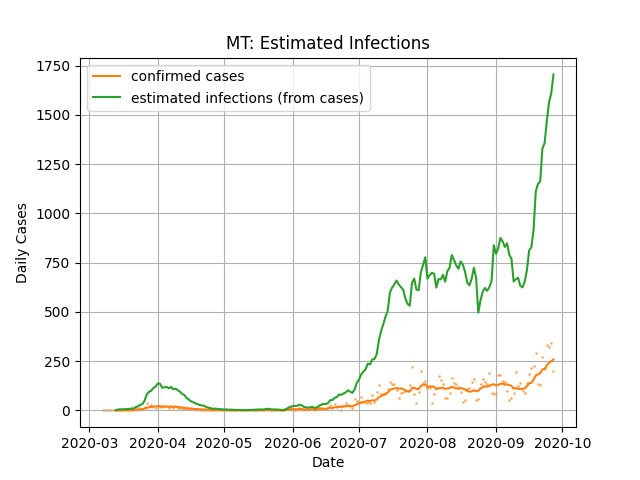 MT: Estimated Infections
confirmed cases
estimated infections (from cases)
Daily Cases
1750
1500
1250
1000
750
500
250
0
2020-03 2020-04 2020-05 2020-06 2020-07 2020-08 2020-09 2020-10
Date